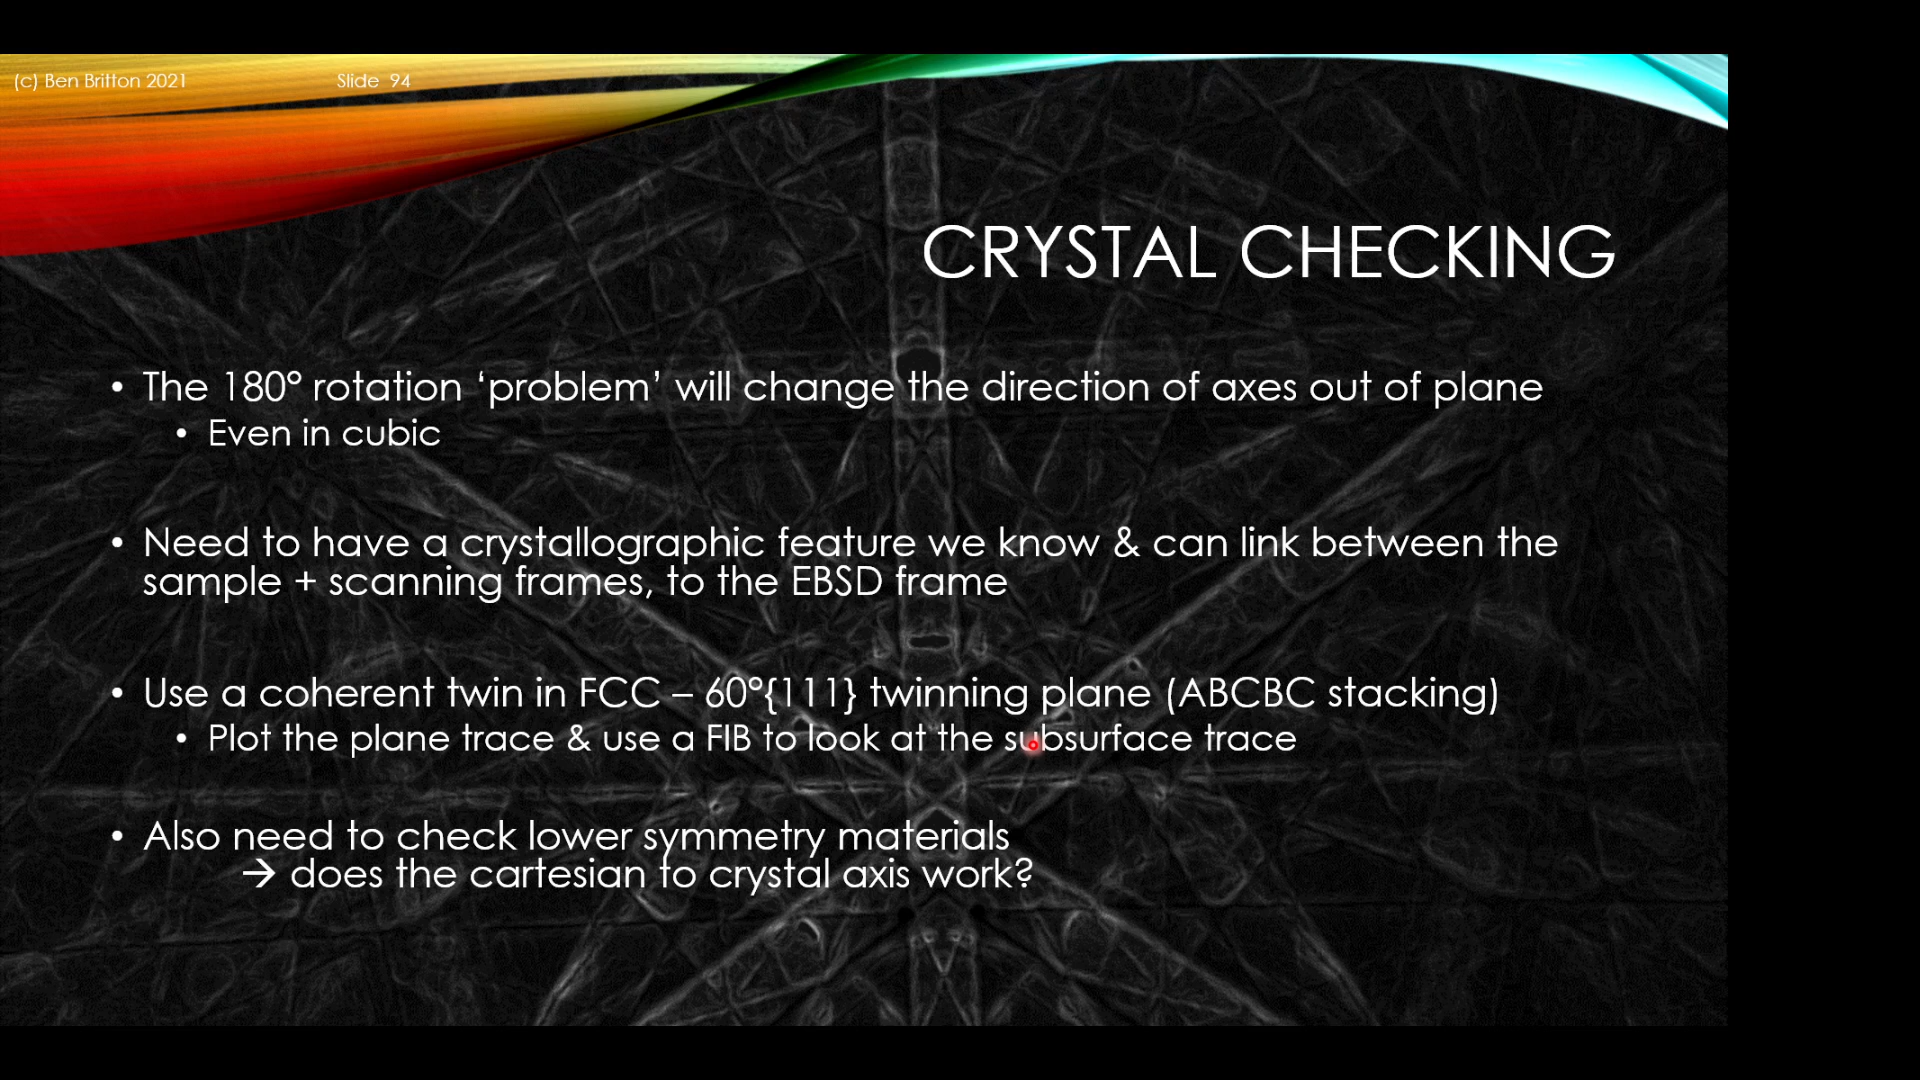 (c) Ben Britton 2021 Slide 94
CRYSTAL CHECKING
• The 180° rotation ‘problem’ will change the direction of axes out of plane
• Even in cubic
• Need to have a crystallographic feature we know & can link between the
sample + scanning frames, to the EBSD frame
• Use a coherent twin in FCC – 60°{111} twinning plane (ABCBC stacking)
• Plot the plane trace & use a FIB to look at the subsurface trace
• Also need to check lower symmetry materials
→ does the cartesian to crystal axis work?